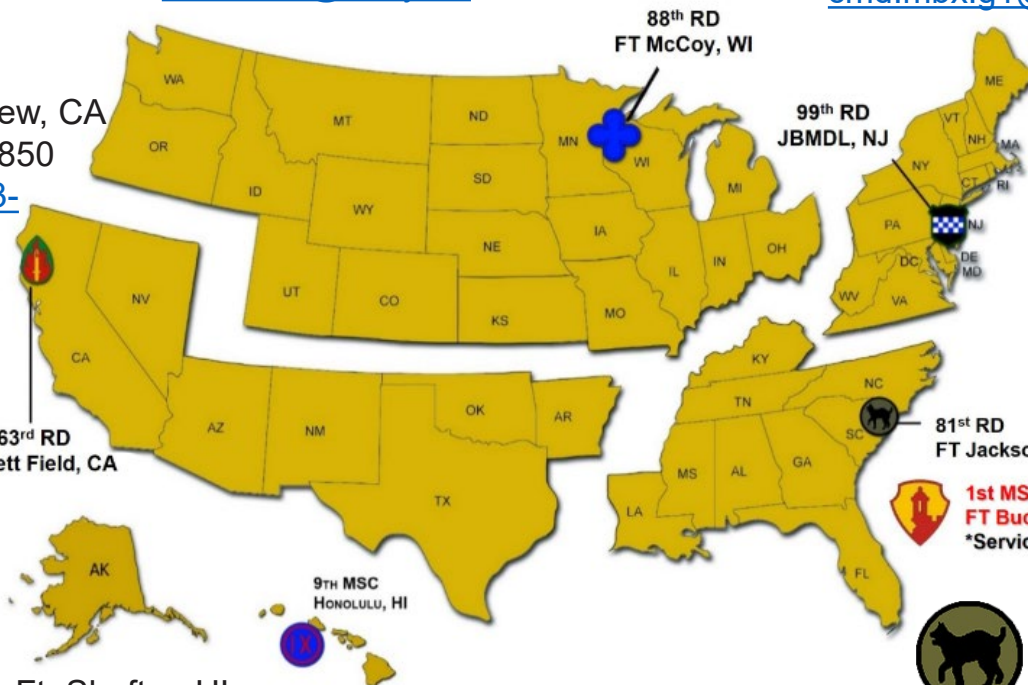 88th RD
FT McCoy, WI
ew, CA
850
99th RD
JBMDL, NJ
WA
MT
ND
MN
OR
ID
SD
WI
MI
WY
NE
IA
IL
IN
OH
UT
CO
KS
MO
NV
CA
ME
VT
NH
MA
NY
CT
RI
PA
NJ
DE
MD
DC
WV
VA
63rd RD
ett Field, CA
AZ
NM
OK
AR
TX
KY
TN
NC
SC
MS
AL
GA
LA
FL
81st RD
FT Jackso
1st MS
FT Buc
*Servic
AK
9TH MSC
HONOLULU, HI
IX